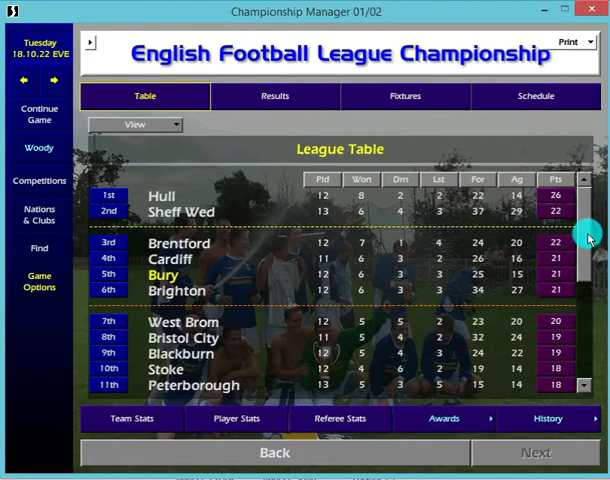 Championship Manager 01/02
Tuesday
18.10.22 EVE
Print
English Football League Championship
Table Results Fixtures Schedule
Continue
Game
View
Woody
League Table
Competitions
Pld Won Drn Lst For Ag Pts
1st Hull 12 8 2 2 22 14 26
2nd Sheff Wed 13 6 4 3 37 29 22
Nations
& Clubs
3rd Brentford 12 7 1 4 24 20 22
Find
4th Cardiff 11 6 3 2 26 16 21
5th Bury 12 6 3 3 25 15 21
Game
Options
6th Brighton 12 6 3 3 34 27 21
7th West Brom 12 5 5 2 23 20 20
8th Bristol City 11 5 4 2 32 24 19
9th Blackburn 12 5 4 3 24 22 19
10th Stoke 12 4 6 2 19 14 18
11th Peterborough 13 5 3 5 15 14 18
Team Stats Player Stats Referee Stats Awards History
Back Next